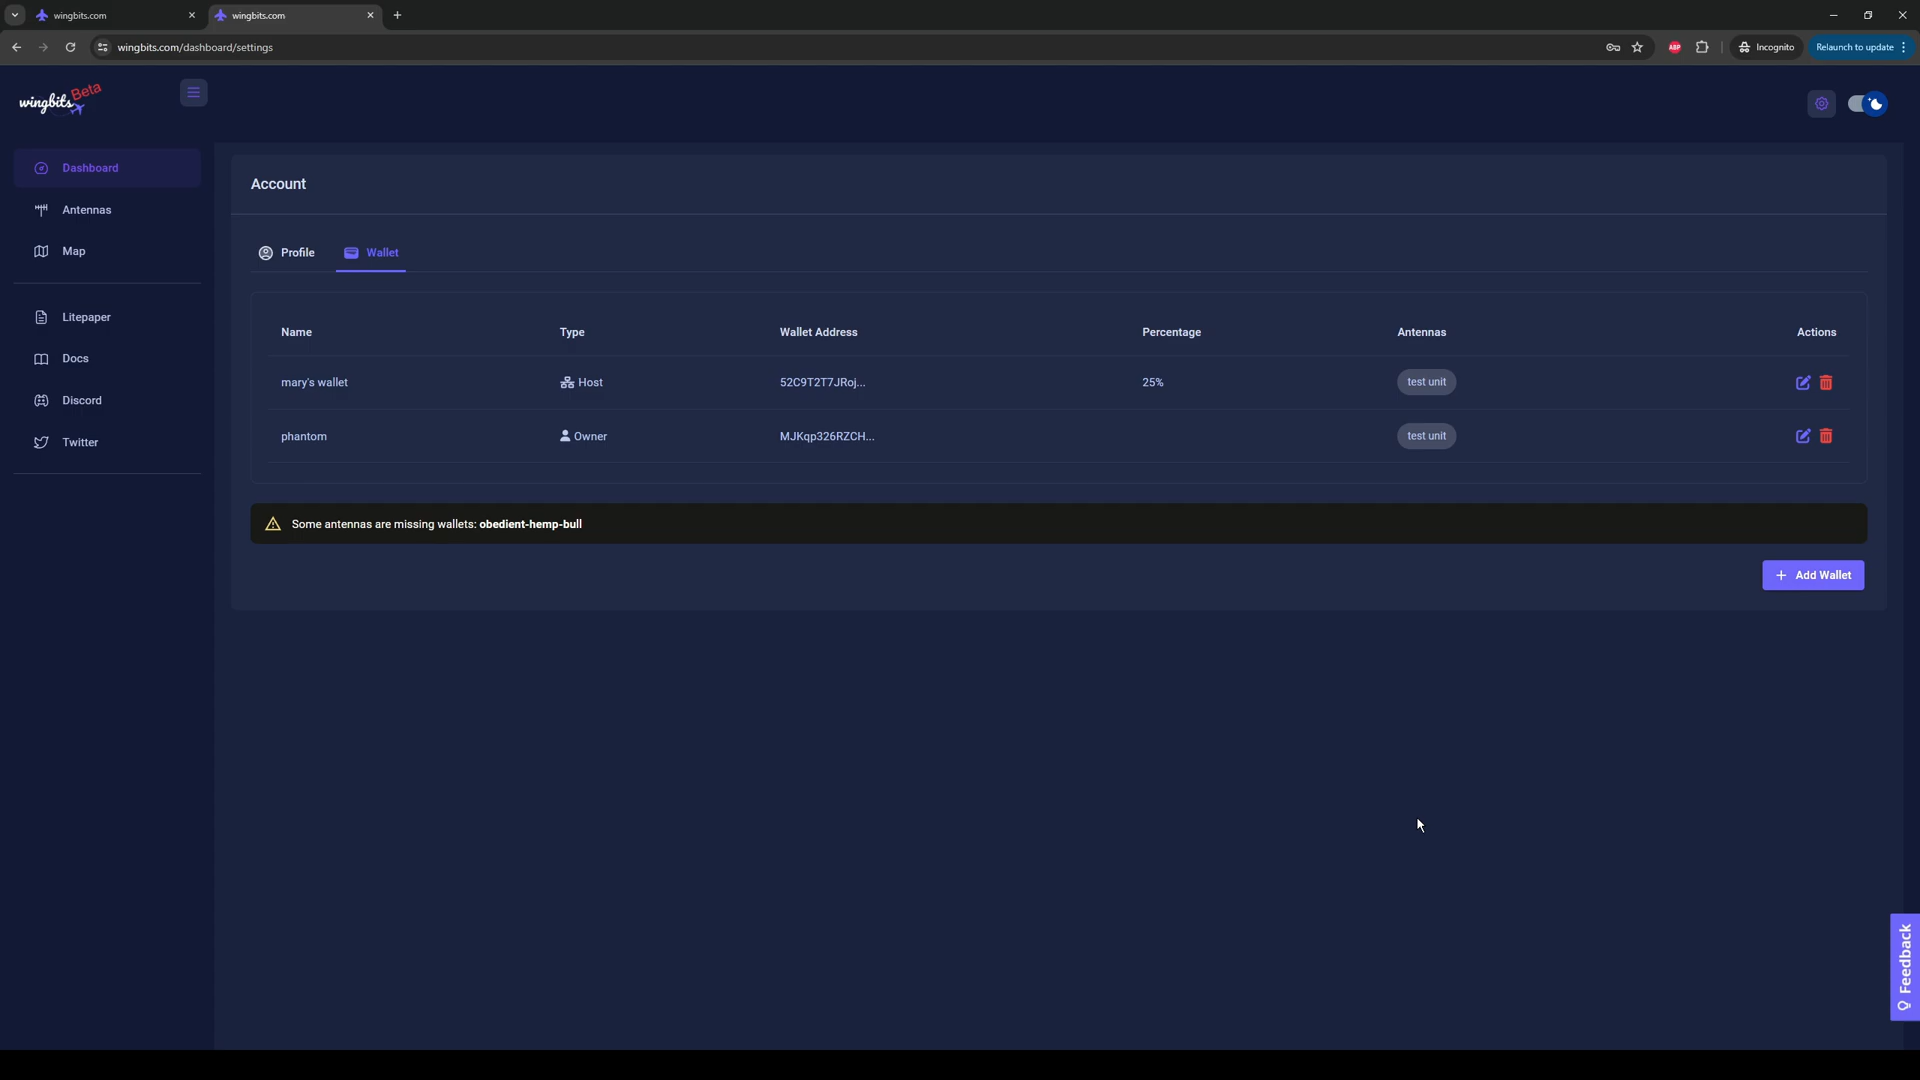 wingbits.com
wingbits.com
wingbits.com/dashboard/settings
ABP
Incognito
Relaunch to update
wingbits Beta
Dashboard
Antennas
Map
Litepaper
Docs
Discord
Twitter
Account
Profile Wallet
Name Type Wallet Address Percentage Antennas Actions
mary's wallet Host 52C9T2T7JRoj... 25% test unit
phantom Owner MJKqp326RZCH... test unit
Some antennas are missing wallets: obedient-hemp-bull
+ Add Wallet
Feedback